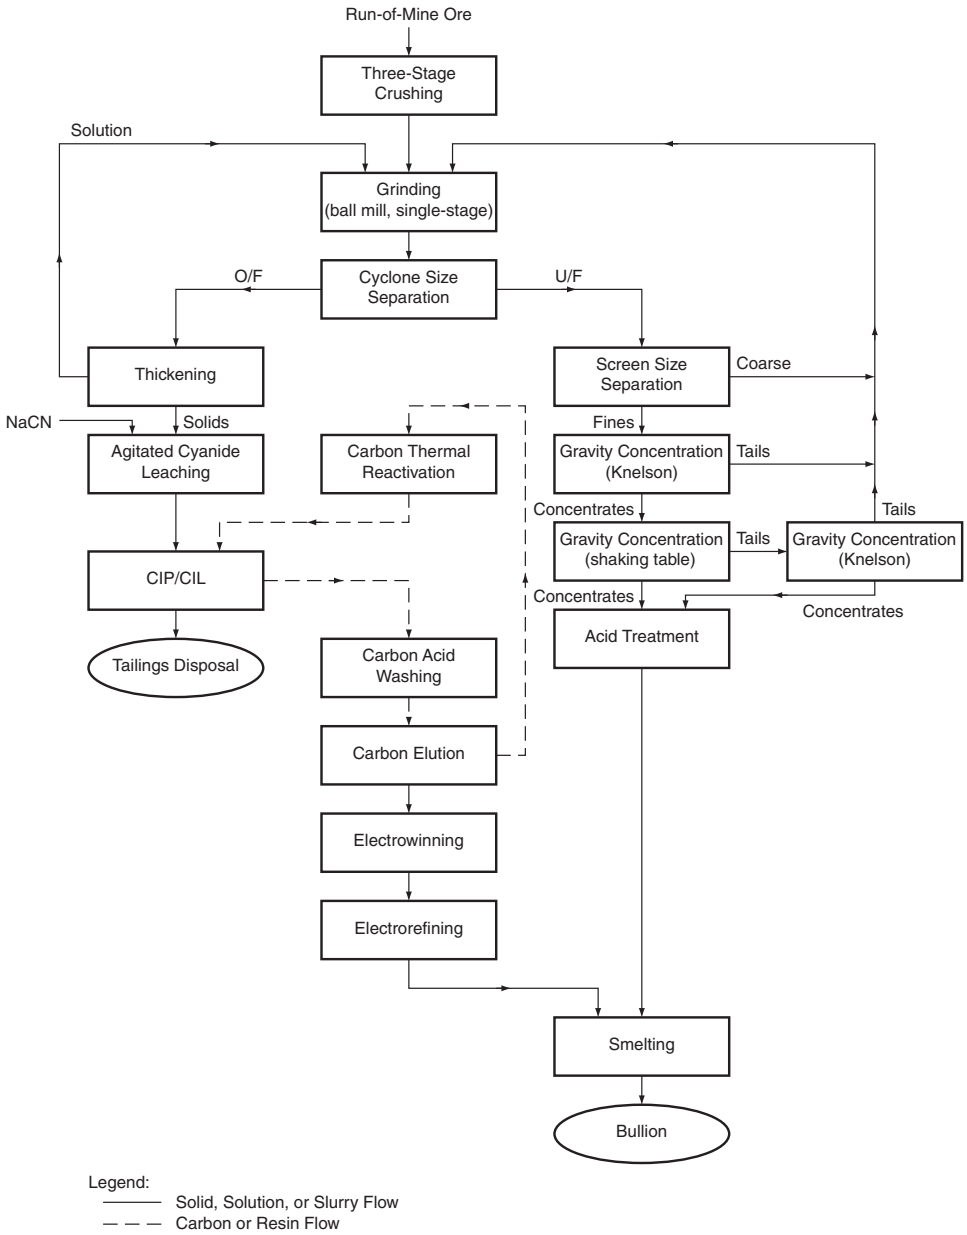 Run-of-Mine Ore
Three-Stage
Crushing
Solution
Grinding
(ball mill, single-stage)
O/F
Cyclone Size
Separation
U/F
Thickening
Screen Size
Separation
Coarse
NaCN
Solids
Fines
Agitated Cyanide
Leaching
Carbon Thermal
Reactivation
Gravity Concentration
(Knelson)
Tails
Concentrates
Tails
CIP/CIL
Gravity Concentration
(shaking table)
Tails
Gravity Concentration
(Knelson)
Concentrates
Concentrates
Tailings Disposal
Carbon Acid
Washing
Acid Treatment
Carbon Elution
Electrowinning
Electrorefining
Smelting
Bullion
Legend:
Solid, Solution, or Slurry Flow
Carbon or Resin Flow